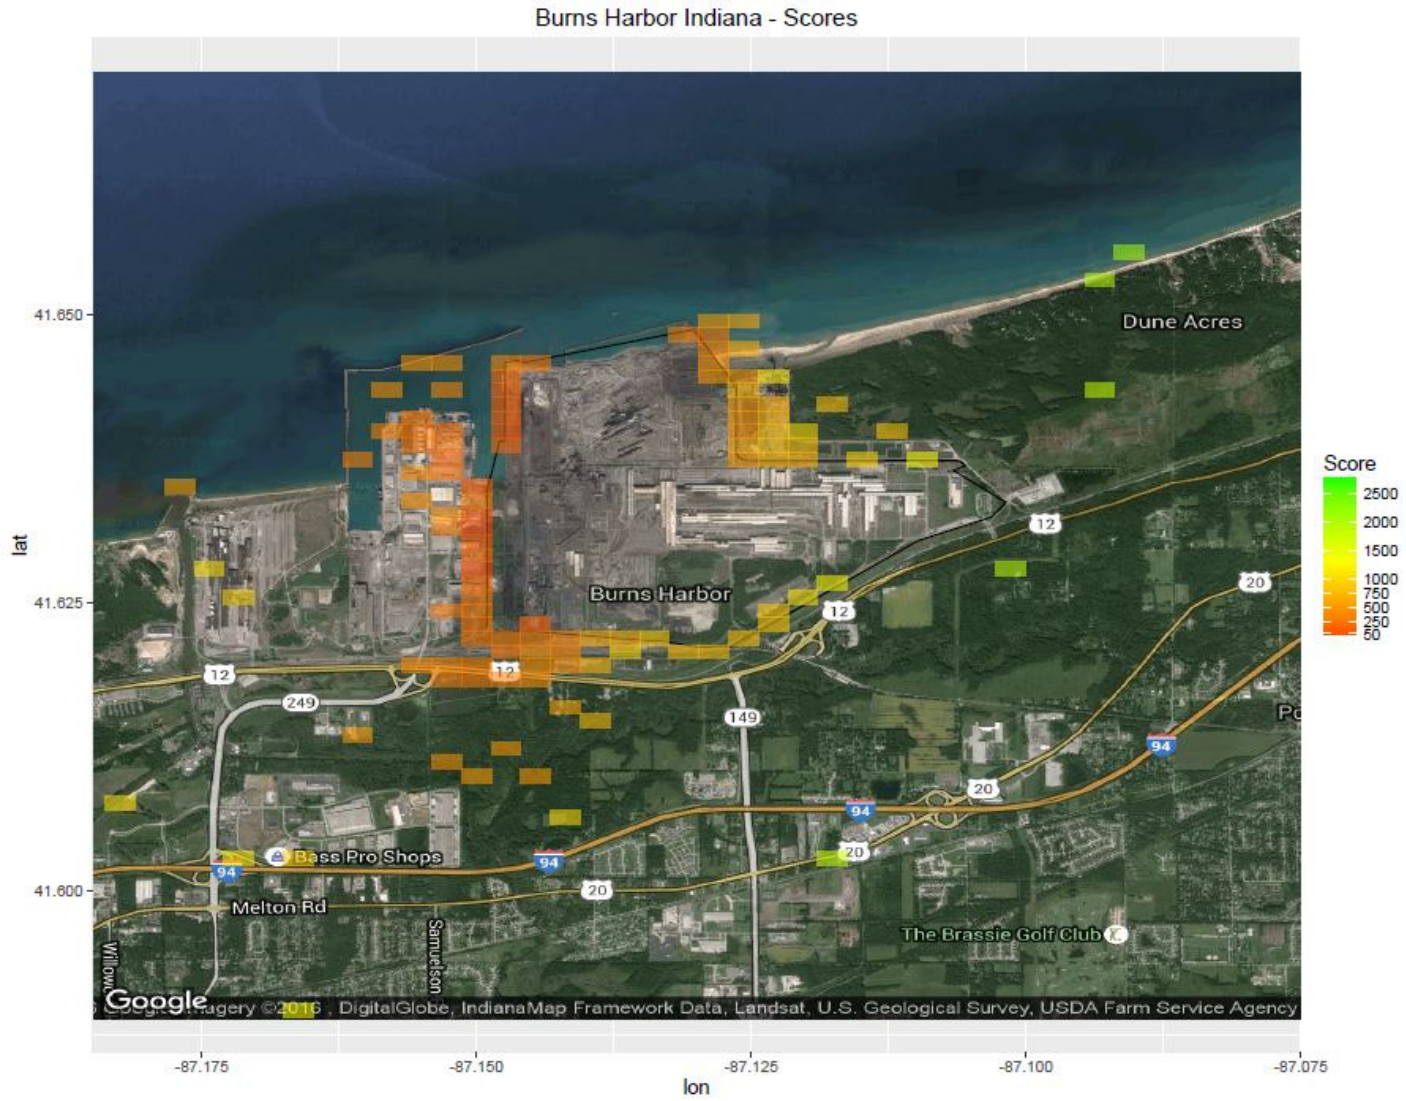 Burns Harbor Indiana - Scores
41.650
Dune Acres
Score
2500
2000
1500
1000
500
250
50
12
lat
20
Burns Harbor
41.625
12
12
12
249
149
94
20
94
Bass Pro Shops
94
94
20
41.600
20
Melton Rd
Samuelson
The Brassie Golf Club
Google
Imagery ©2016 , DigitalGlobe, IndianaMap Framework Data, Landsat, U.S. Geological Survey, USDA Farm Service Agency
-87.175
-87.150
-87.125
-87.100
-87.075
lon